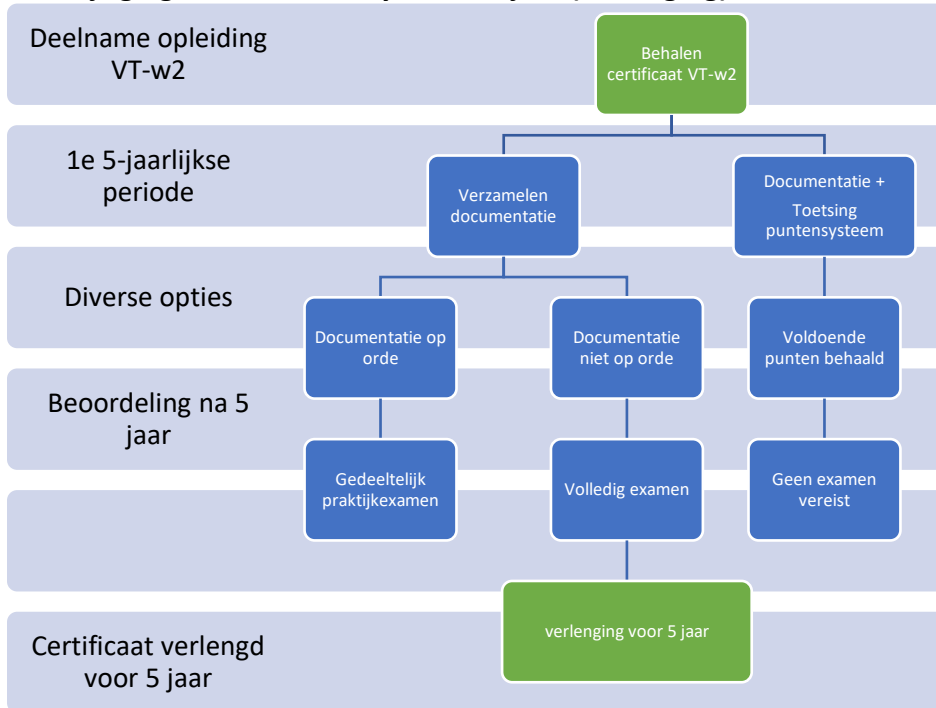 Deelname opleiding
VT-w2
Behalen
certificaat VT-w2
1e 5-jaarlijkse
periode
Verzamelen
documentatie
Documentatie +
Toetsing
puntensysteem
Diverse opties
Documentatie op
orde
Documentatie
niet op orde
Voldoende
punten behaald
Beoordeling na 5
jaar
Gedeeltelijk
praktijkexamen
Volledig examen
Geen examen
vereist
verlenging voor 5 jaar
Certificaat verlengd
voor 5 jaar